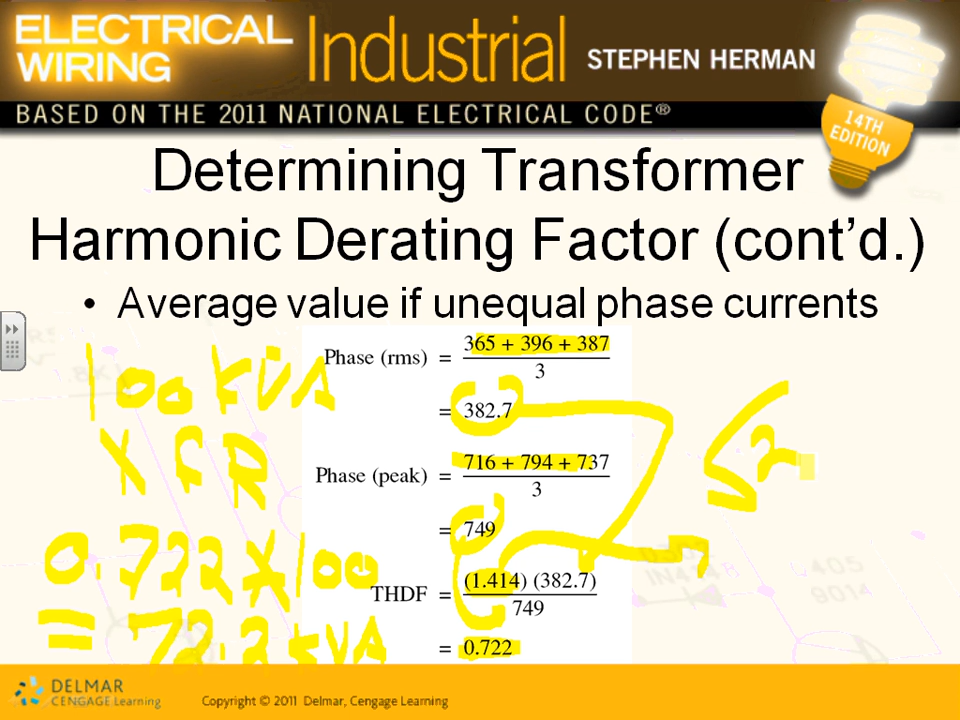 ELECTRICAL WIRING Industrial STEPHEN HERMAN
BASED ON THE 2011 NATIONAL ELECTRICAL CODE®
14TH EDITION
Determining Transformer
Harmonic Derating Factor (cont'd.)
• Average value if unequal phase currents
Phase (rms) = 365 + 396 + 387 / 3
= 382.7
Phase (peak) = 716 + 794 + 737 / 3
= 749
THDF = (1.414) (382.7) / 749
= 0.722
100 KVA
0.722 X 100
= 72.2 KVA
√2
DELMAR
CENGAGE Learning
Copyright © 2011 Delmar, Cengage Learning